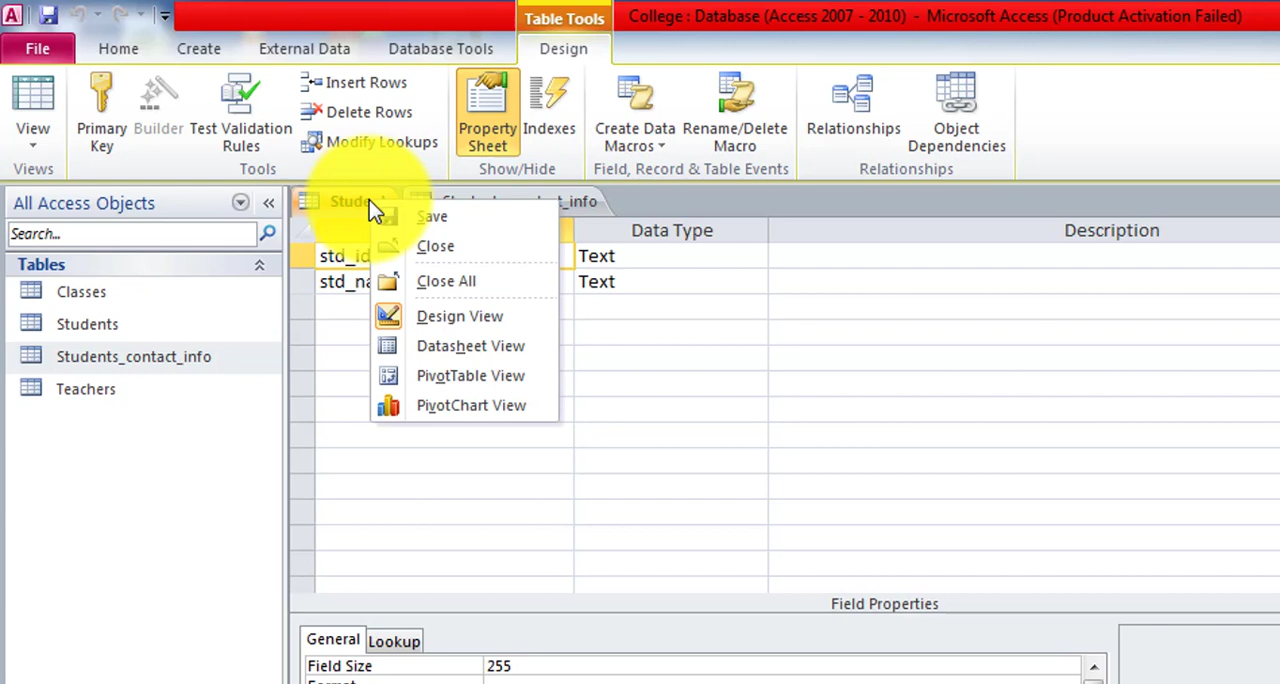 Table Tools
College : Database (Access 2007 - 2010) - Microsoft Access (Product Activation Failed)
File Home Create External Data Database Tools Design
View Primary Key Builder Test Validation Rules
Insert Rows
Delete Rows
Modify Lookups
Property Sheet Indexes Create Data Macros Rename/Delete Macro Relationships Object Dependencies
Views Tools Show/Hide Field, Record & Table Events Relationships
All Access Objects
Search...
Tables
Classes
Students
Students_contact_info
Teachers
Save
Close
Close All
Design View
Datasheet View
PivotTable View
PivotChart View
Data Type Description
std_id Text
Text
Field Properties
General Lookup
Field Size 255